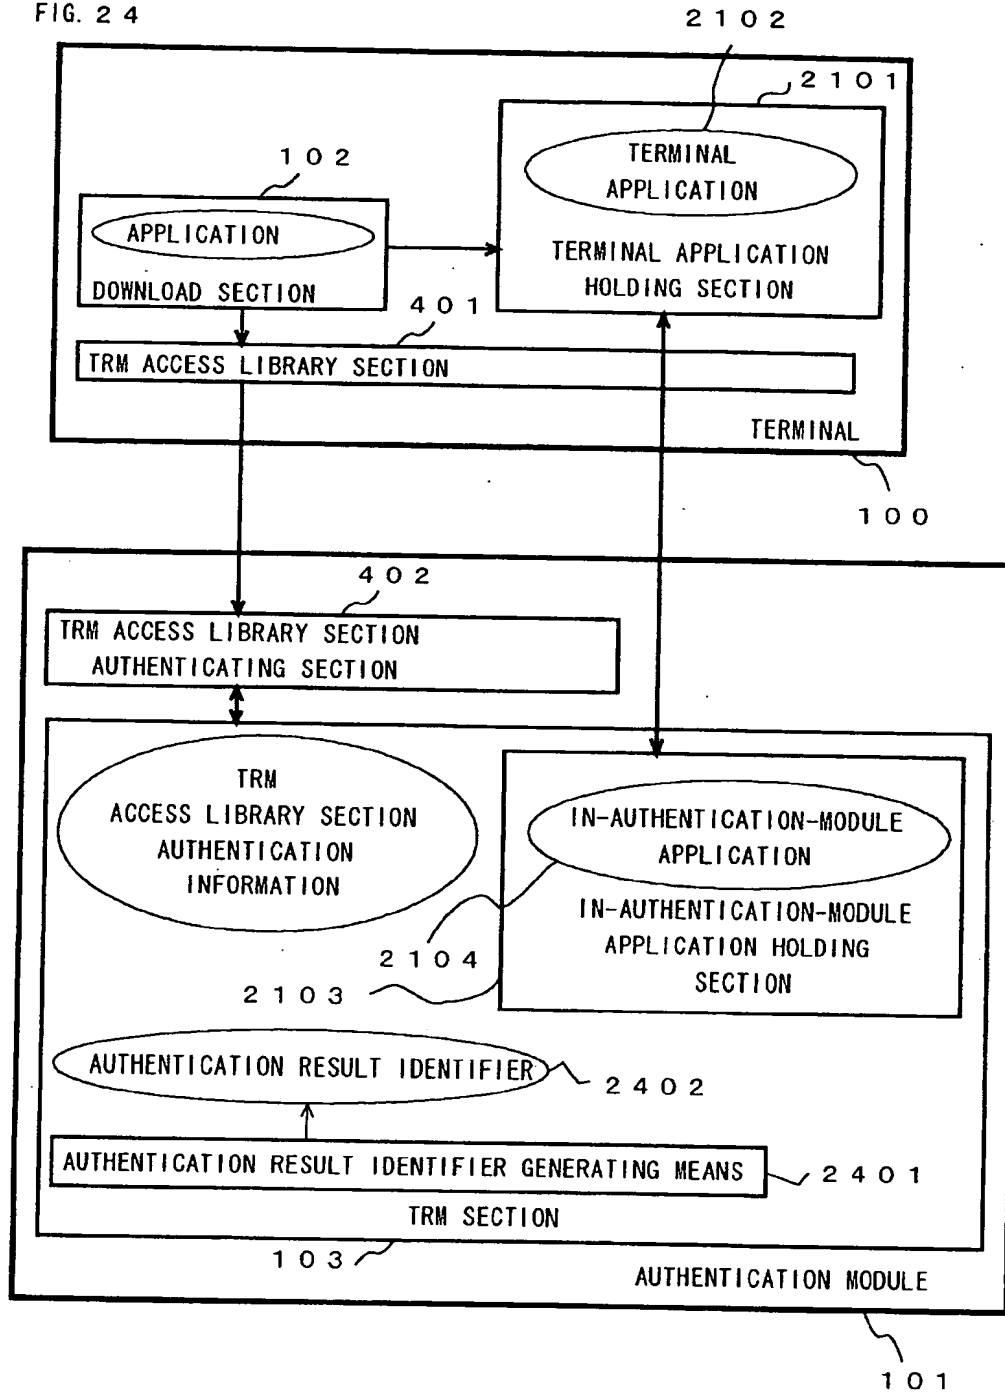 FIG. 24
2102
2101
TERMINAL
APPLICATION
102
APPLICATION
TERMINAL APPLICATION
HOLDING SECTION
DOWNLOAD SECTION
401
TRM ACCESS LIBRARY SECTION
TERMINAL
100
402
TRM ACCESS LIBRARY SECTION
AUTHENTICATING SECTION
TRM
ACCESS LIBRARY SECTION
AUTHENTICATION
INFORMATION
IN-AUTHENTICATION-MODULE
APPLICATION
IN-AUTHENTICATION-MODULE
APPLICATION HOLDING
SECTION
2104
2103
AUTHENTICATION RESULT IDENTIFIER
2402
AUTHENTICATION RESULT IDENTIFIER GENERATING MEANS
2401
TRM SECTION
103
AUTHENTICATION MODULE
101